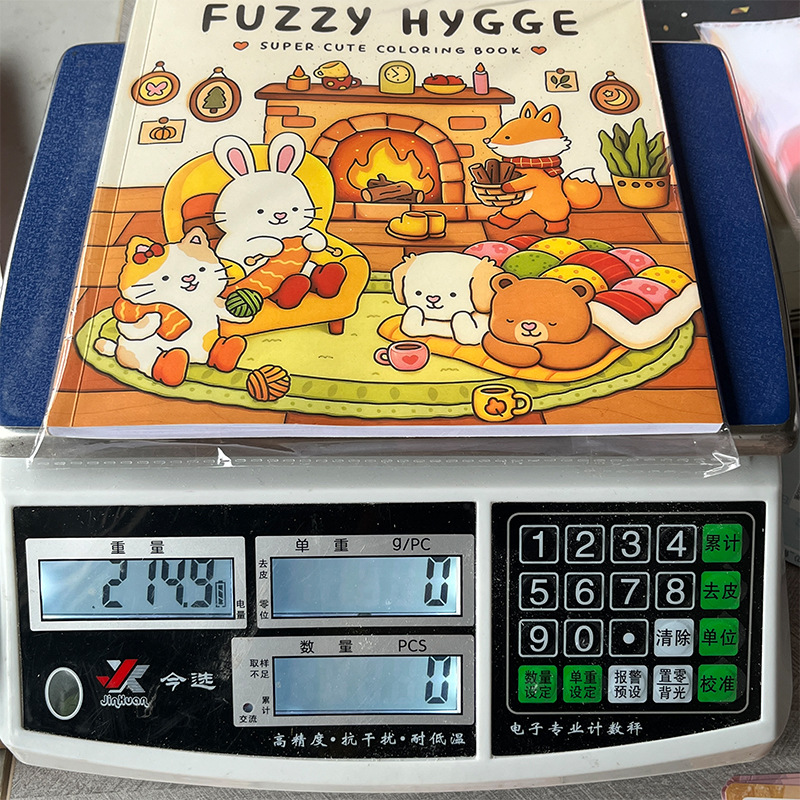 FUZZY HYGGE
SUPER CUTE COLORING BOOK
重量
单重 g/PC
去皮
零位
.2149
0
电量
数量 PCS
取样不足
累计
交流
0
JinXuan
今选
高精度·抗干扰·耐低温
1 2 3 4 累计
5 6 7 8 去皮
9 0 • 清除 单位
数量设定 单重设定 报警预设 置零背光 校准
电子专业计数秤